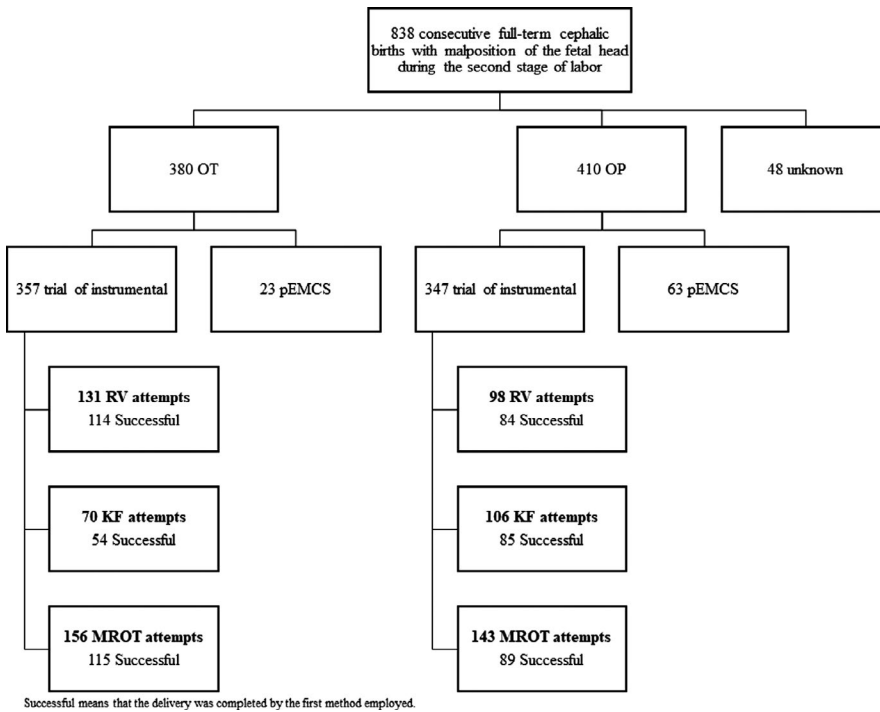 838 consecutive full-term cephalic
births with malposition of the fetal head
during the second stage of labor
380 OT
410 OP
48 unknown
357 trial of instrumental
23 pEMCS
347 trial of instrumental
63 pEMCS
131 RV attempts
114 Successful
98 RV attempts
84 Successful
70 KF attempts
54 Successful
106 KF attempts
85 Successful
156 MROT attempts
115 Successful
143 MROT attempts
89 Successful
Successful means that the delivery was completed by the first method employed.